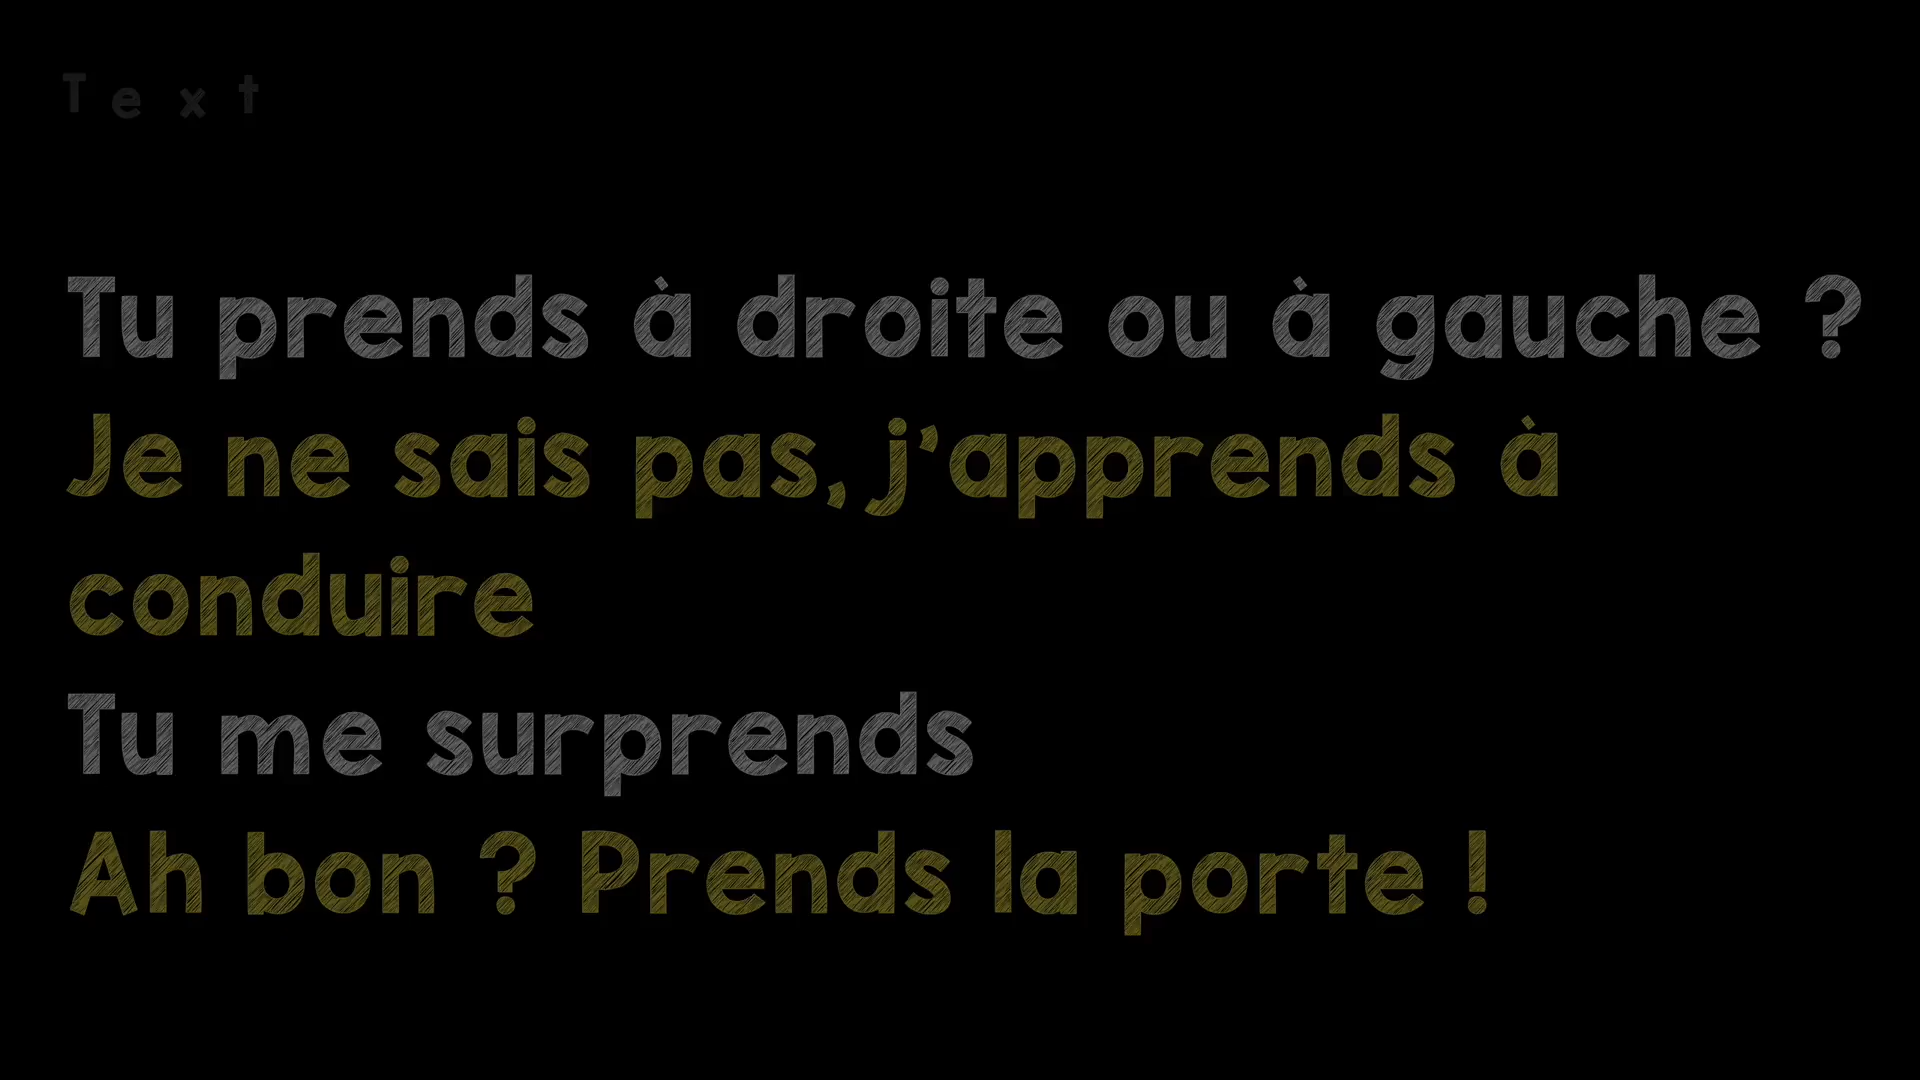 Text
Tu prends à droite ou à gauche ?
Je ne sais pas, j'apprends à
conduire
Tu me surprends
Ah bon ? Prends la porte !